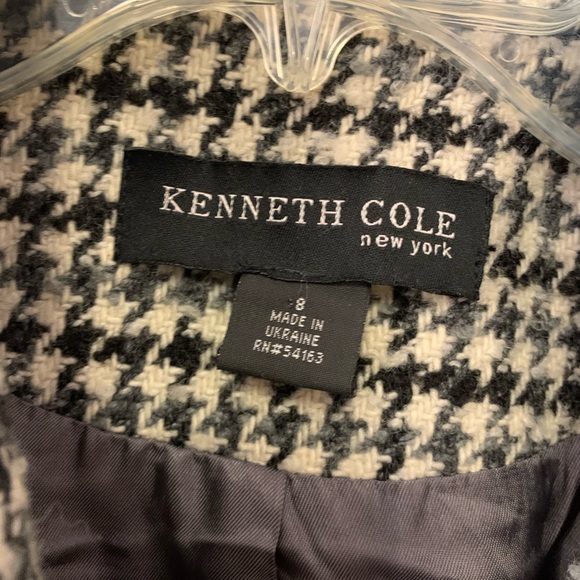 KENNETH COLE
new york
8
MADE IN
UKRAINE
RN#54163